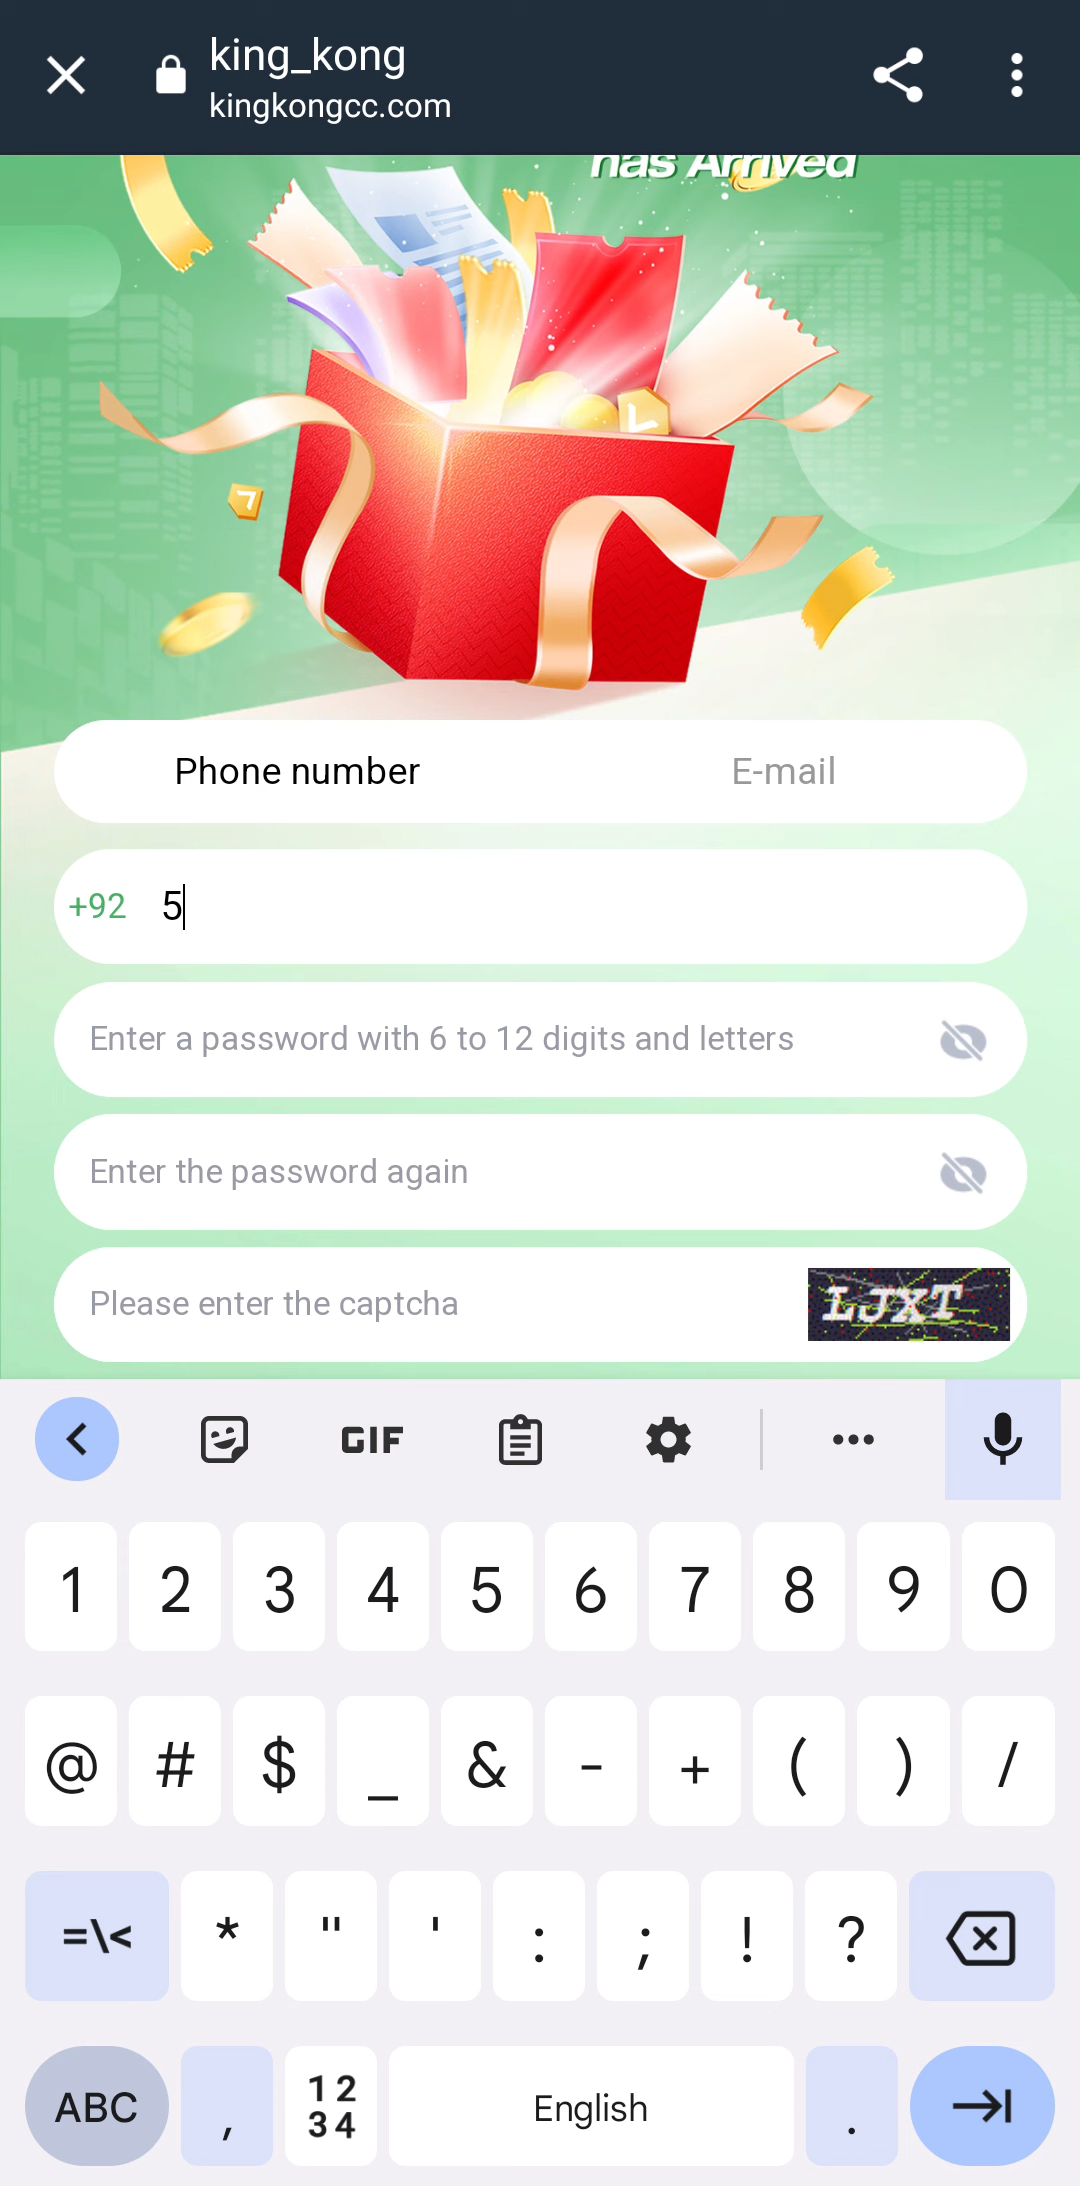 king_kong
kingkongcc.com
has Arrived
Phone number
E-mail
+92 5
Enter a password with 6 to 12 digits and letters
Enter the password again
Please enter the captcha
LJXT
GIF
1 2 3 4 5 6 7 8 9 0
@ # $ _ & - + ( ) /
=\< * " ' : ; ! ?
ABC , 12 34 English .